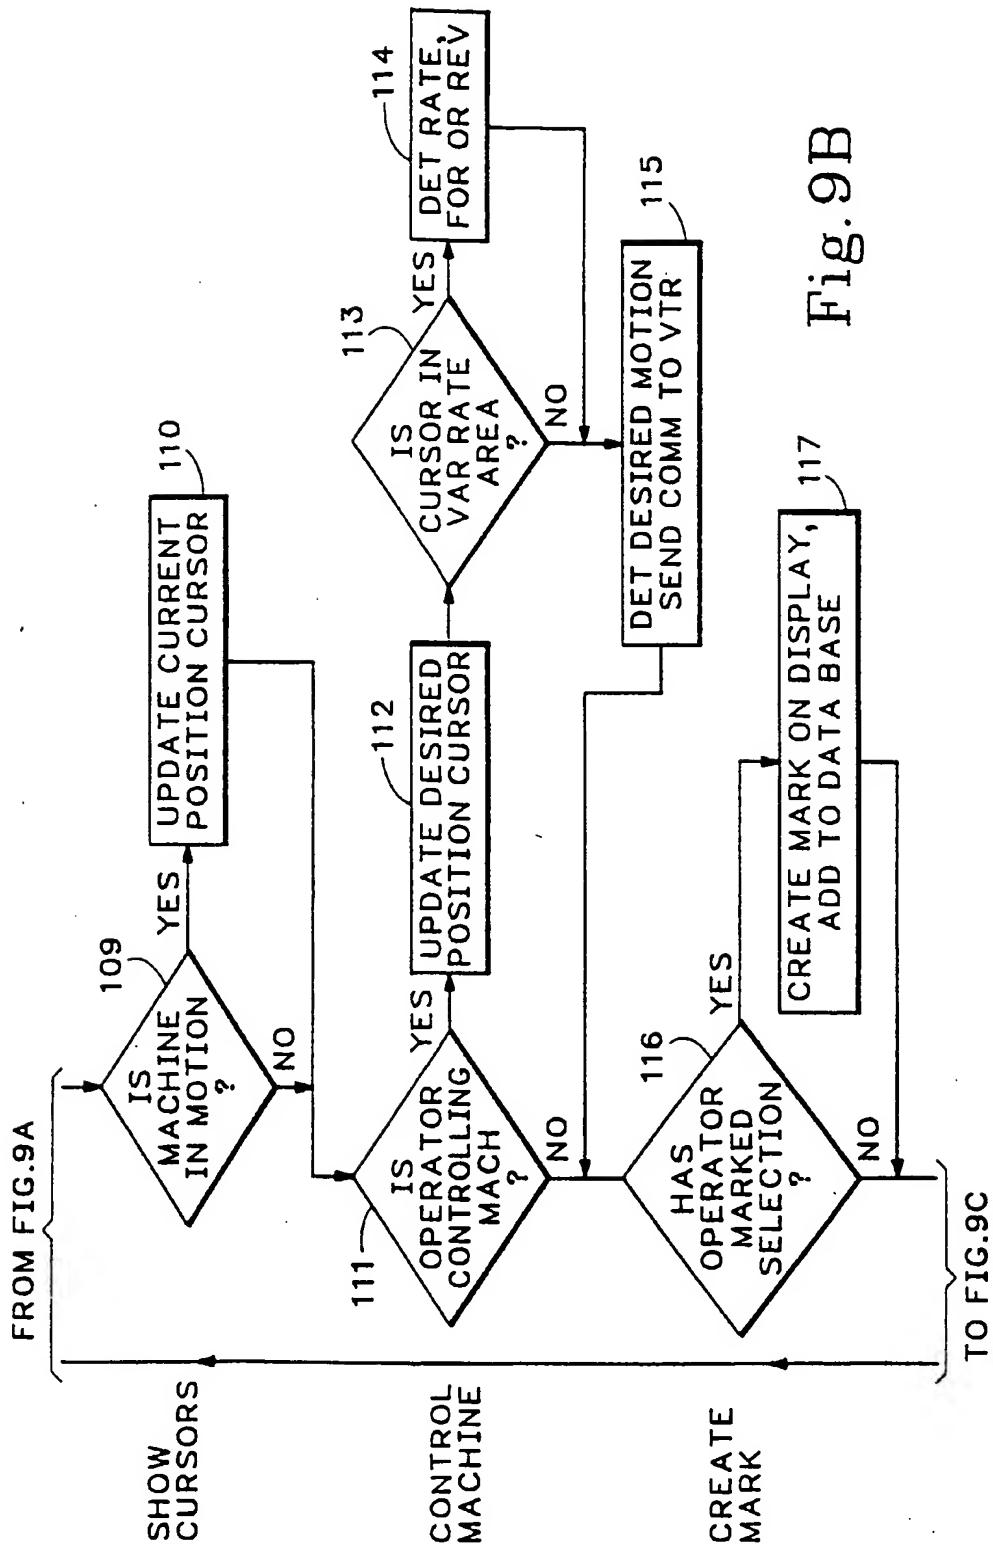 FROM FIG.9A
SHOW
CURSORS
109
IS
MACHINE
IN MOTION
?
YES
NO
110
UPDATE CURRENT
POSITION CURSOR
CONTROL
MACHINE
111
IS
OPERATOR
CONTROLLING
MACH
?
YES
NO
112
UPDATE DESIRED
POSITION CURSOR
113
IS
CURSOR IN
VAR RATE
AREA
?
YES
NO
114
DET RATE,
FOR OR REV
115
DET DESIRED MOTION
SEND COMM TO VTR
CREATE
MARK
116
HAS
OPERATOR
MARKED
SELECTION
?
YES
NO
117
CREATE MARK ON DISPLAY,
ADD TO DATA BASE
TO FIG.9C
Fig.9B